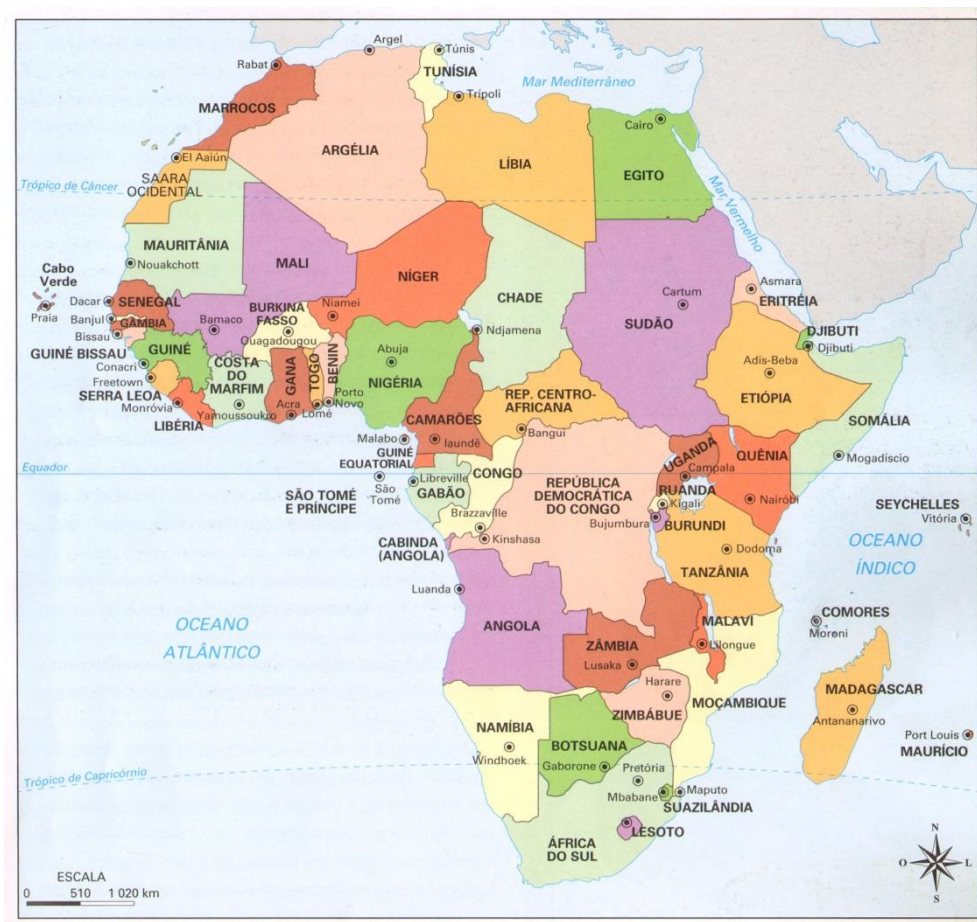 Argel
Túnis
Rabat
TUNÍSIA
Mar Mediterrâneo
Trípoli
MARROCOS
Cairo
ARGÉLIA
El Aaiún
LÍBIA
EGITO
SAARA
OCIDENTAL
Trópico de Câncer
Mar Vermelho
MAURITÂNIA
Nouakchott
MALI
NÍGER
Cabo
Verde
CHADE
Asmara
Dacar
SENEGAL
Niamei
Cartum
ERITRÉIA
Praia
Banjul
GÂMBIA
BURKINA
FASSO
SUDÃO
Bissau
Bamaco
Ndjamena
DJIBUTI
Ouagadougou
Djibuti
GUINÉ BISSAU
GUINÉ
Abuja
Conacri
COSTA
DO
MARFIM
GANA
TOGO
BENIN
Adis-Beba
Freetown
NIGÉRIA
REP. CENTRO-
AFRICANA
ETIÓPIA
SERRA LEOA
Porto
Novo
Monróvia
Acra
Lomé
CAMARÕES
SOMÁLIA
LIBÉRIA
Yamoussoukro
Bangui
Malabo
Iaundê
GUINÉ
EQUATORIAL
UGANDA
QUÊNIA
Mogadiscio
Equador
CONGO
Campala
Libreville
REPÚBLICA
DEMOCRÁTICA
DO CONGO
RUANDA
São
Tomé
GABÃO
Kigali
Nairóbi
SÃO TOMÉ
E PRÍNCIPE
SEYCHELLES
Vitória
Brazzaville
Bujumbura
BURUNDI
CABINDA
(ANGOLA)
Kinshasa
Dodoma
OCEANO
ÍNDICO
TANZÂNIA
Luanda
COMORES
Moroni
OCEANO
ATLÂNTICO
ANGOLA
MALAVÍ
ZÂMBIA
Lilongue
Lusaka
Harare
MADAGASCAR
MOÇAMBIQUE
Antananarivo
ZIMBÁBUE
NAMÍBIA
Port Louis
MAURÍCIO
BOTSUANA
Windhoek
Gaborone
Pretória
Trópico de Capricórnio
Mbabane
Maputo
SUAZILÂNDIA
LESOTO
ÁFRICA
DO SUL
N
O
L
S
ESCALA
0 510 1 020 km